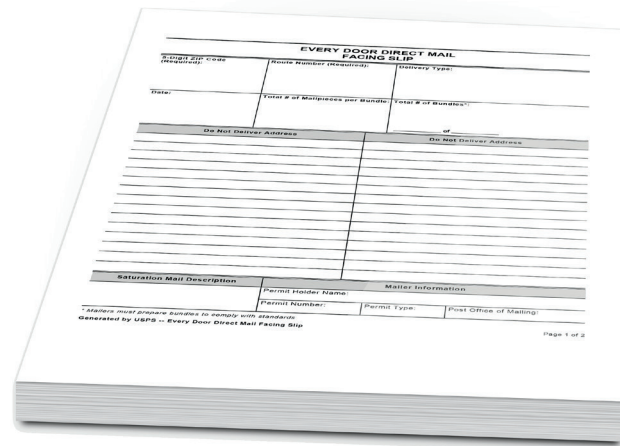 EVERY DOOR DIRECT MAIL
FACING SLIP
5-Digit ZIP Code
(Required):
Route Number (Required):
Delivery Type:
Date:
Total # of Mailpieces per Bundle:
Total # of Bundles*:
of
Do Not Deliver Address
Do Not Deliver Address
Saturation Mail Description
Mailer Information
Permit Holder Name:
Permit Number:
Permit Type:
Post Office of Mailing:
* Mailers must prepare bundles to comply with standards
Generated by USPS -- Every Door Direct Mail Facing Slip
Page 1 of 2